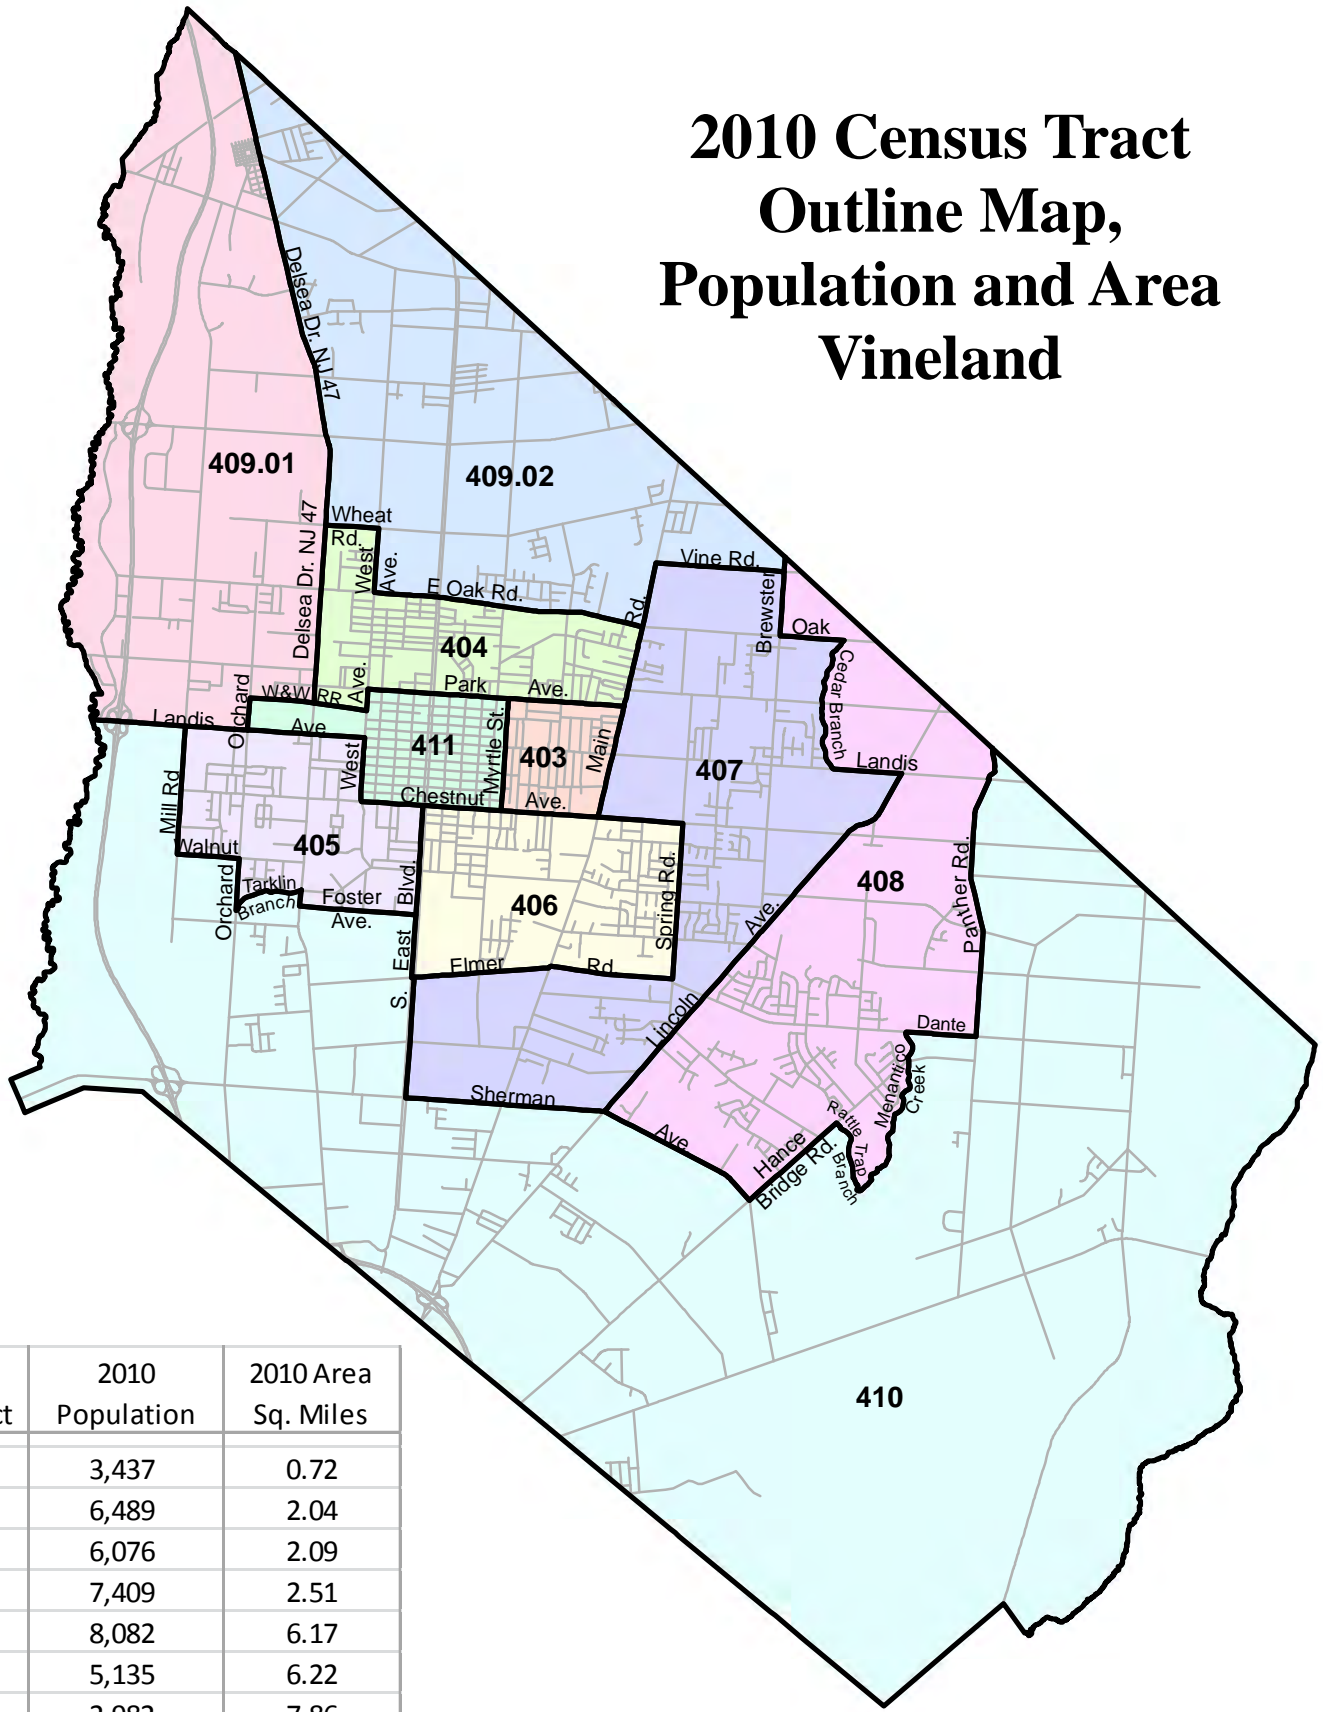 2010 Census Tract
Outline Map,
Population and Area
Vineland
Delsea Dr. NJ 47
409.01
409.02
Delsea Dr. NJ 47
Wheat
Rd.
West
Ave.
E Oak Rd.
Rd.
Vine Rd.
Brewster
Oak
Cedar Branch
404
Orchard
W&W RR
Ave.
Park
Ave.
Landis
Ave
411
Myrtle St.
403
Main
407
Landis
West
Chestnut
Ave.
Mill Rd
Walnut
405
Orchard
Tarklin
Branch
Foster
Ave.
Blvd.
East
S.
406
Spring Rd.
Elmer
Rd.
Ave.
Lincoln
408
Panther Rd.
Dante
Menantico
Creek
Sherman
Ave.
Hance
Bridge Rd.
Rattle Trap
Branch
410
2010
Population
2010 Area
Sq. Miles
3,437 0.72
6,489 2.04
6,076 2.09
7,409 2.51
8,082 6.17
5,135 6.22